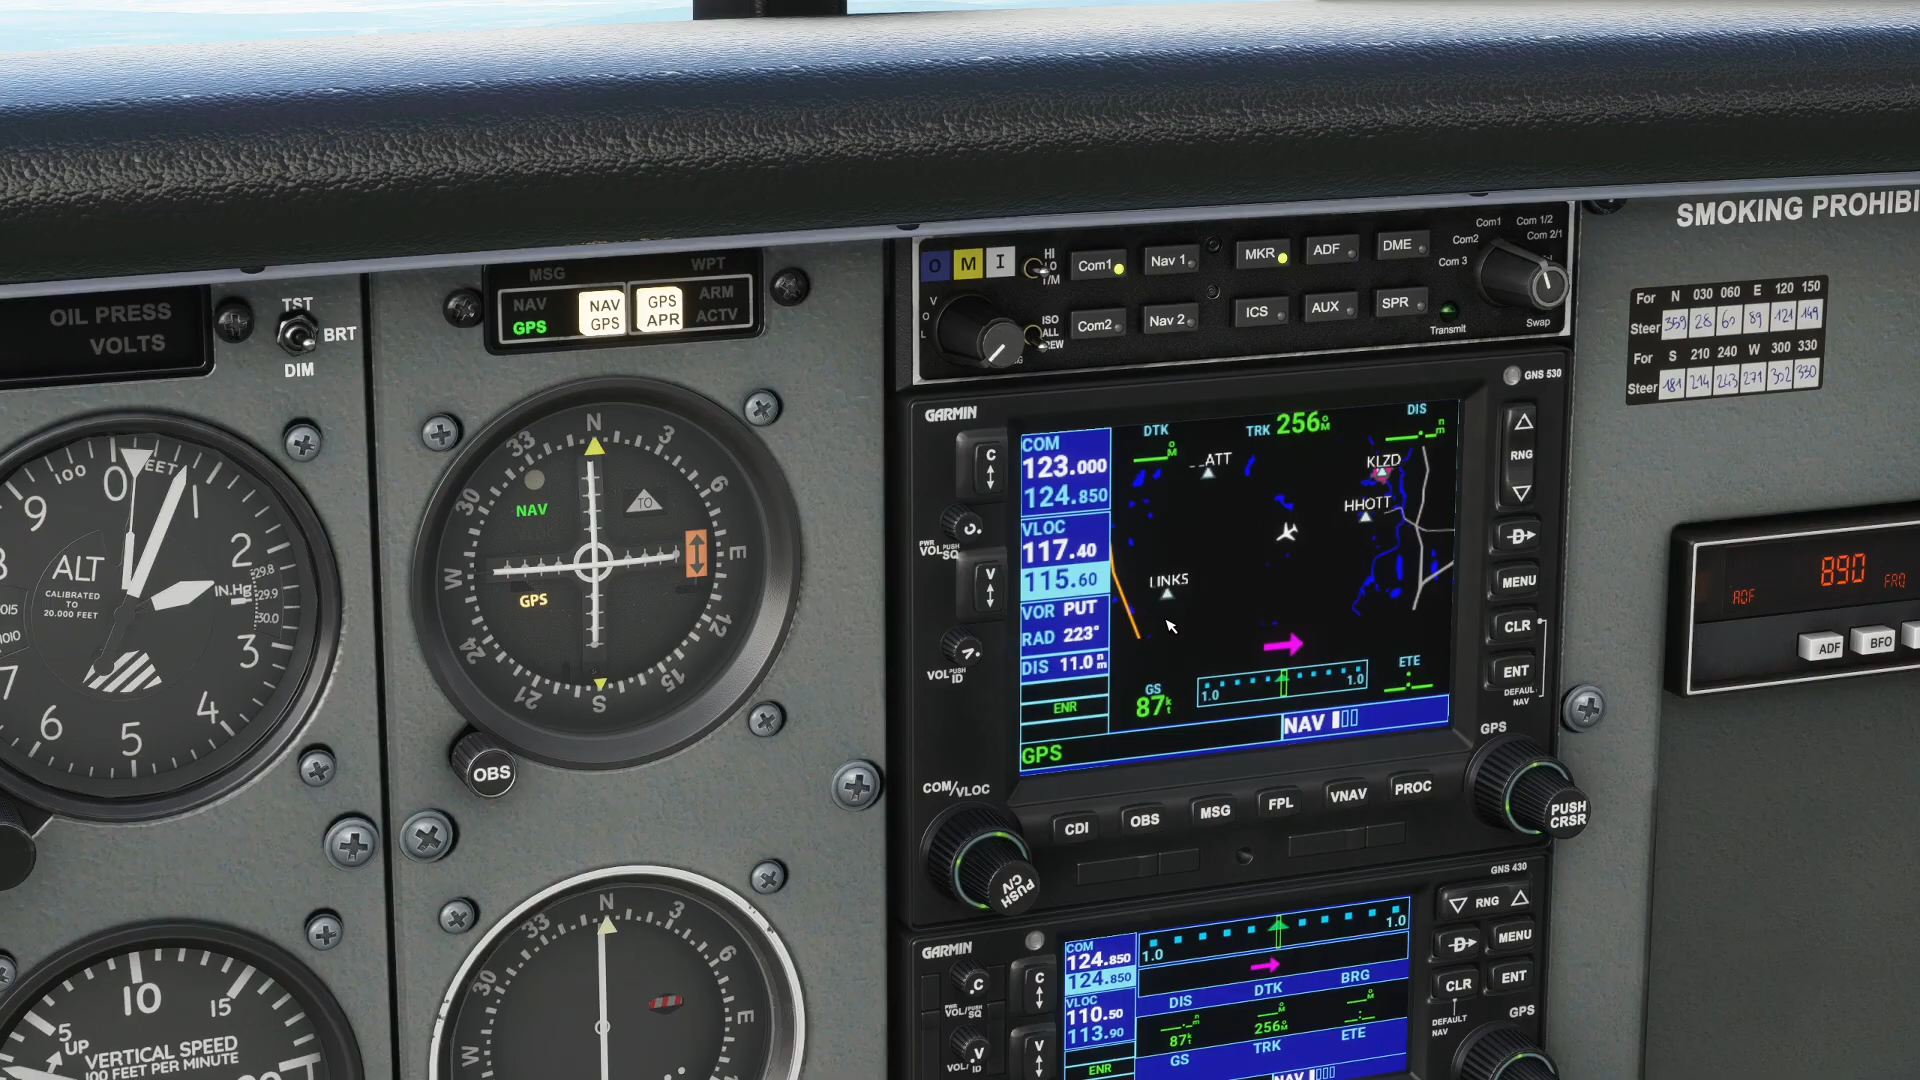 SMOKING PROHIBI
OIL PRESS
VOLTS
TST
BRT
DIM
MSG
WPT
NAV
GPS
NAV
GPS
GPS
APR
ARM
ACTV
O M I
HI
LO
T/M
Com1
Nav 1
MKR
ADF
DME
Com2
Nav 2
ICS
AUX
SPR
V
O
L
ISO
ALL
Com1
Com 1/2
Com2
Com 2/1
Com 3
Transmit
Swap
For N 030 060 E 120 150
Steer 359 28 60 89 121 149
For S 210 240 W 300 330
Steer 181 214 243 271 302 330
100
FEET
0 1 2 3 4 5 6 7 8 9
ALT
CALIBRATED
TO
20.000 FEET
IN.Hg
29.8
29.9
30.0
1015
1010
N 3 6 E 12 15 S 21 24 W 30 33
NAV
TO
GPS
OBS
GARMIN
GNS 530
COM
123.000
124.850
VLOC
117.40
115.60
VOR PUT
RAD 223°
DIS 11.0 nm
ENR
GPS
DTK
TRK 256°M
DIS
ATT
KLZD
HHOTT
LINKS
GS
87kt
1.0
1.0
ETE
NAV
C
V
PWR
VOL
PUSH
SQ
VOL
PUSH
ID
RNG
D
MENU
CLR
ENT
DEFAUL
NAV
GPS
PUSH
CRSR
COM/VLOC
PUSH
C/V
CDI
OBS
MSG
FPL
VNAV
PROC
890
FRQ
ADF
ADF
BFO
GNS 430
GARMIN
COM
124.850
124.850
VLOC
110.50
113.90
ENR
1.0
1.0
DIS
DTK
BRG
87kt
256°M
GS
TRK
ETE
NAV
C
V
PWR
VOL/
PUSH
SQ
VOL/
ID
RNG
D
MENU
CLR
ENT
DEFAULT
NAV
GPS
N 3 6 E W 30 33
5 10 15
UP
VERTICAL SPEED
100 FEET PER MINUTE